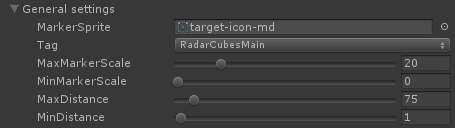 General settings
MarkerSprite target-icon-md
Tag RadarCubesMain
MaxMarkerScale 20
MinMarkerScale 0
MaxDistance 75
MinDistance 1